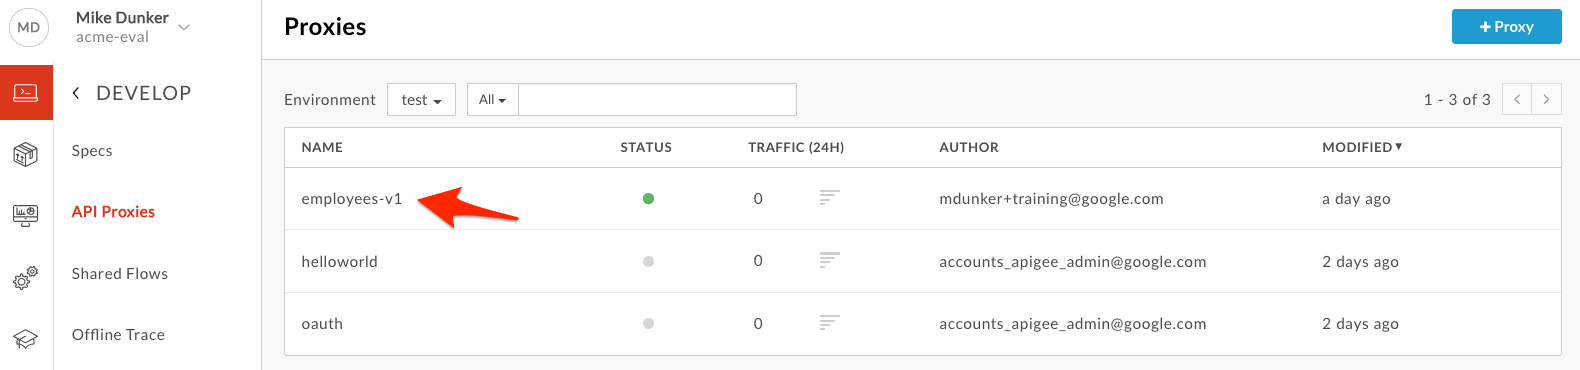 MD
Mike Dunker
acme-eval
DEVELOP
Specs
API Proxies
Shared Flows
Offline Trace
Proxies
+ Proxy
Environment test All 1 - 3 of 3
NAME STATUS TRAFFIC (24H) AUTHOR MODIFIED
employees-v1 0 mdunker+training@google.com a day ago
helloworld 0 accounts_apigee_admin@google.com 2 days ago
oauth 0 accounts_apigee_admin@google.com 2 days ago